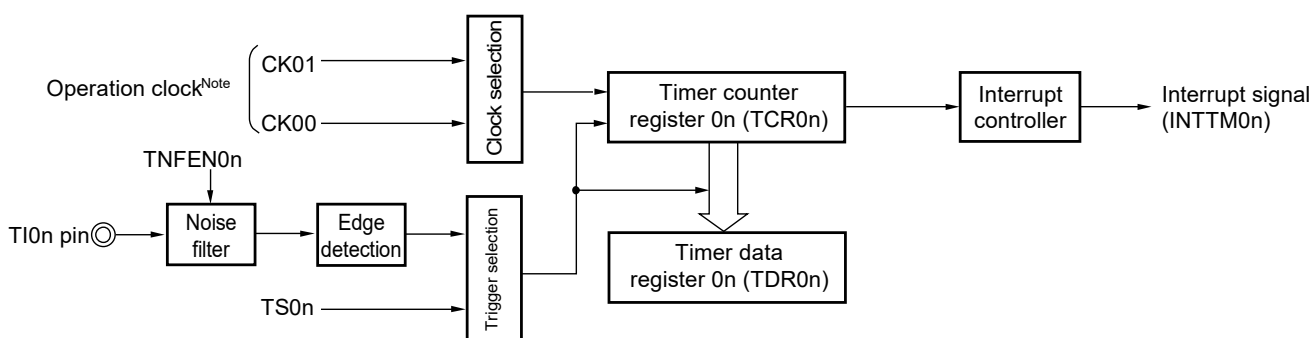 Operation clockNote
CK01
CK00
Clock selection
Timer counter
register 0n (TCR0n)
Interrupt
controller
Interrupt signal
(INTTM0n)
TNFEN0n
TI0n pin
Noise
filter
Edge
detection
TS0n
Trigger selection
Timer data
register 0n (TDR0n)